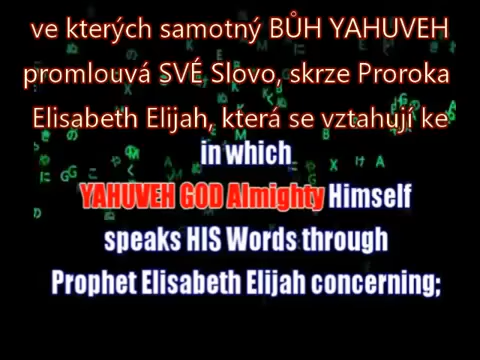 ve kterých samotný BŮH YAHUVEH
promlouvá SVÉ Slovo, skrze Proroka
Elisabeth Elijah, která se vztahují ke
in which
YAHUVEH GOD Almighty Himself
speaks HIS Words through
Prophet Elisabeth Elijah concerning;